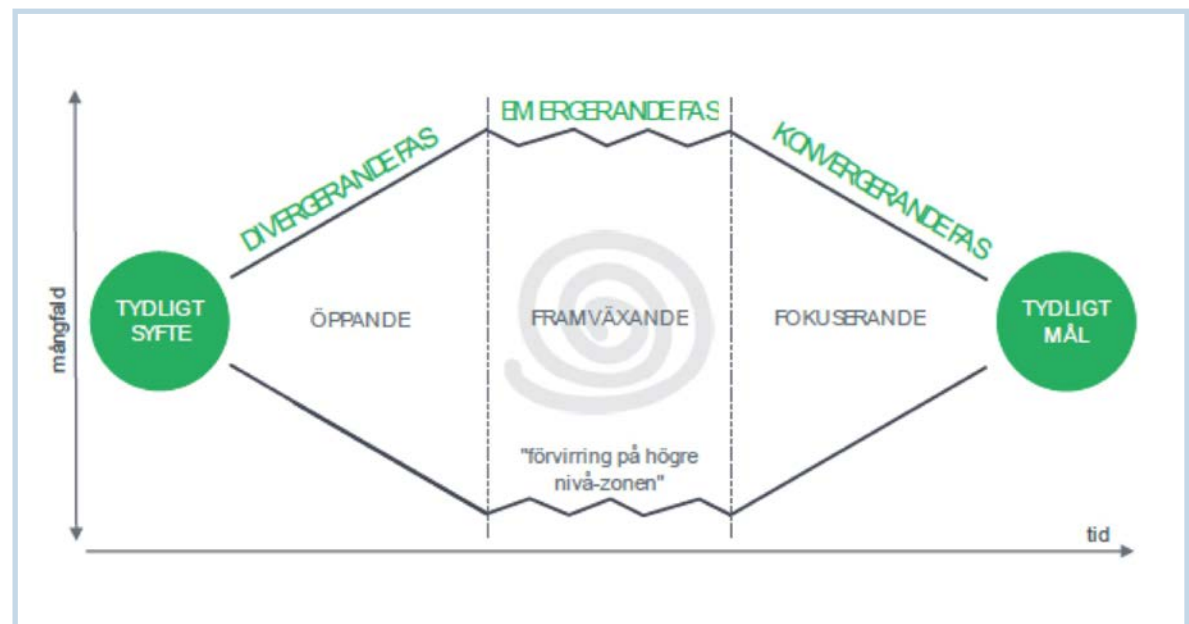 EMERGERANDE FAS
DIVERGERANDE FAS
KONVERGERANDE FAS
mångfald
TYDLIGT
SYFTE
ÖPPANDE
FRAMVÄXANDE
FOKUSERANDE
TYDLIGT
MÅL
"förvirring på högre
nivå-zonen"
tid